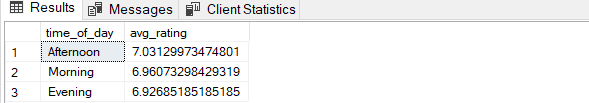 Results Messages Client Statistics
time_of_day avg_rating
1 Afternoon 7.03129973474801
2 Morning 6.96073298429319
3 Evening 6.92685185185185